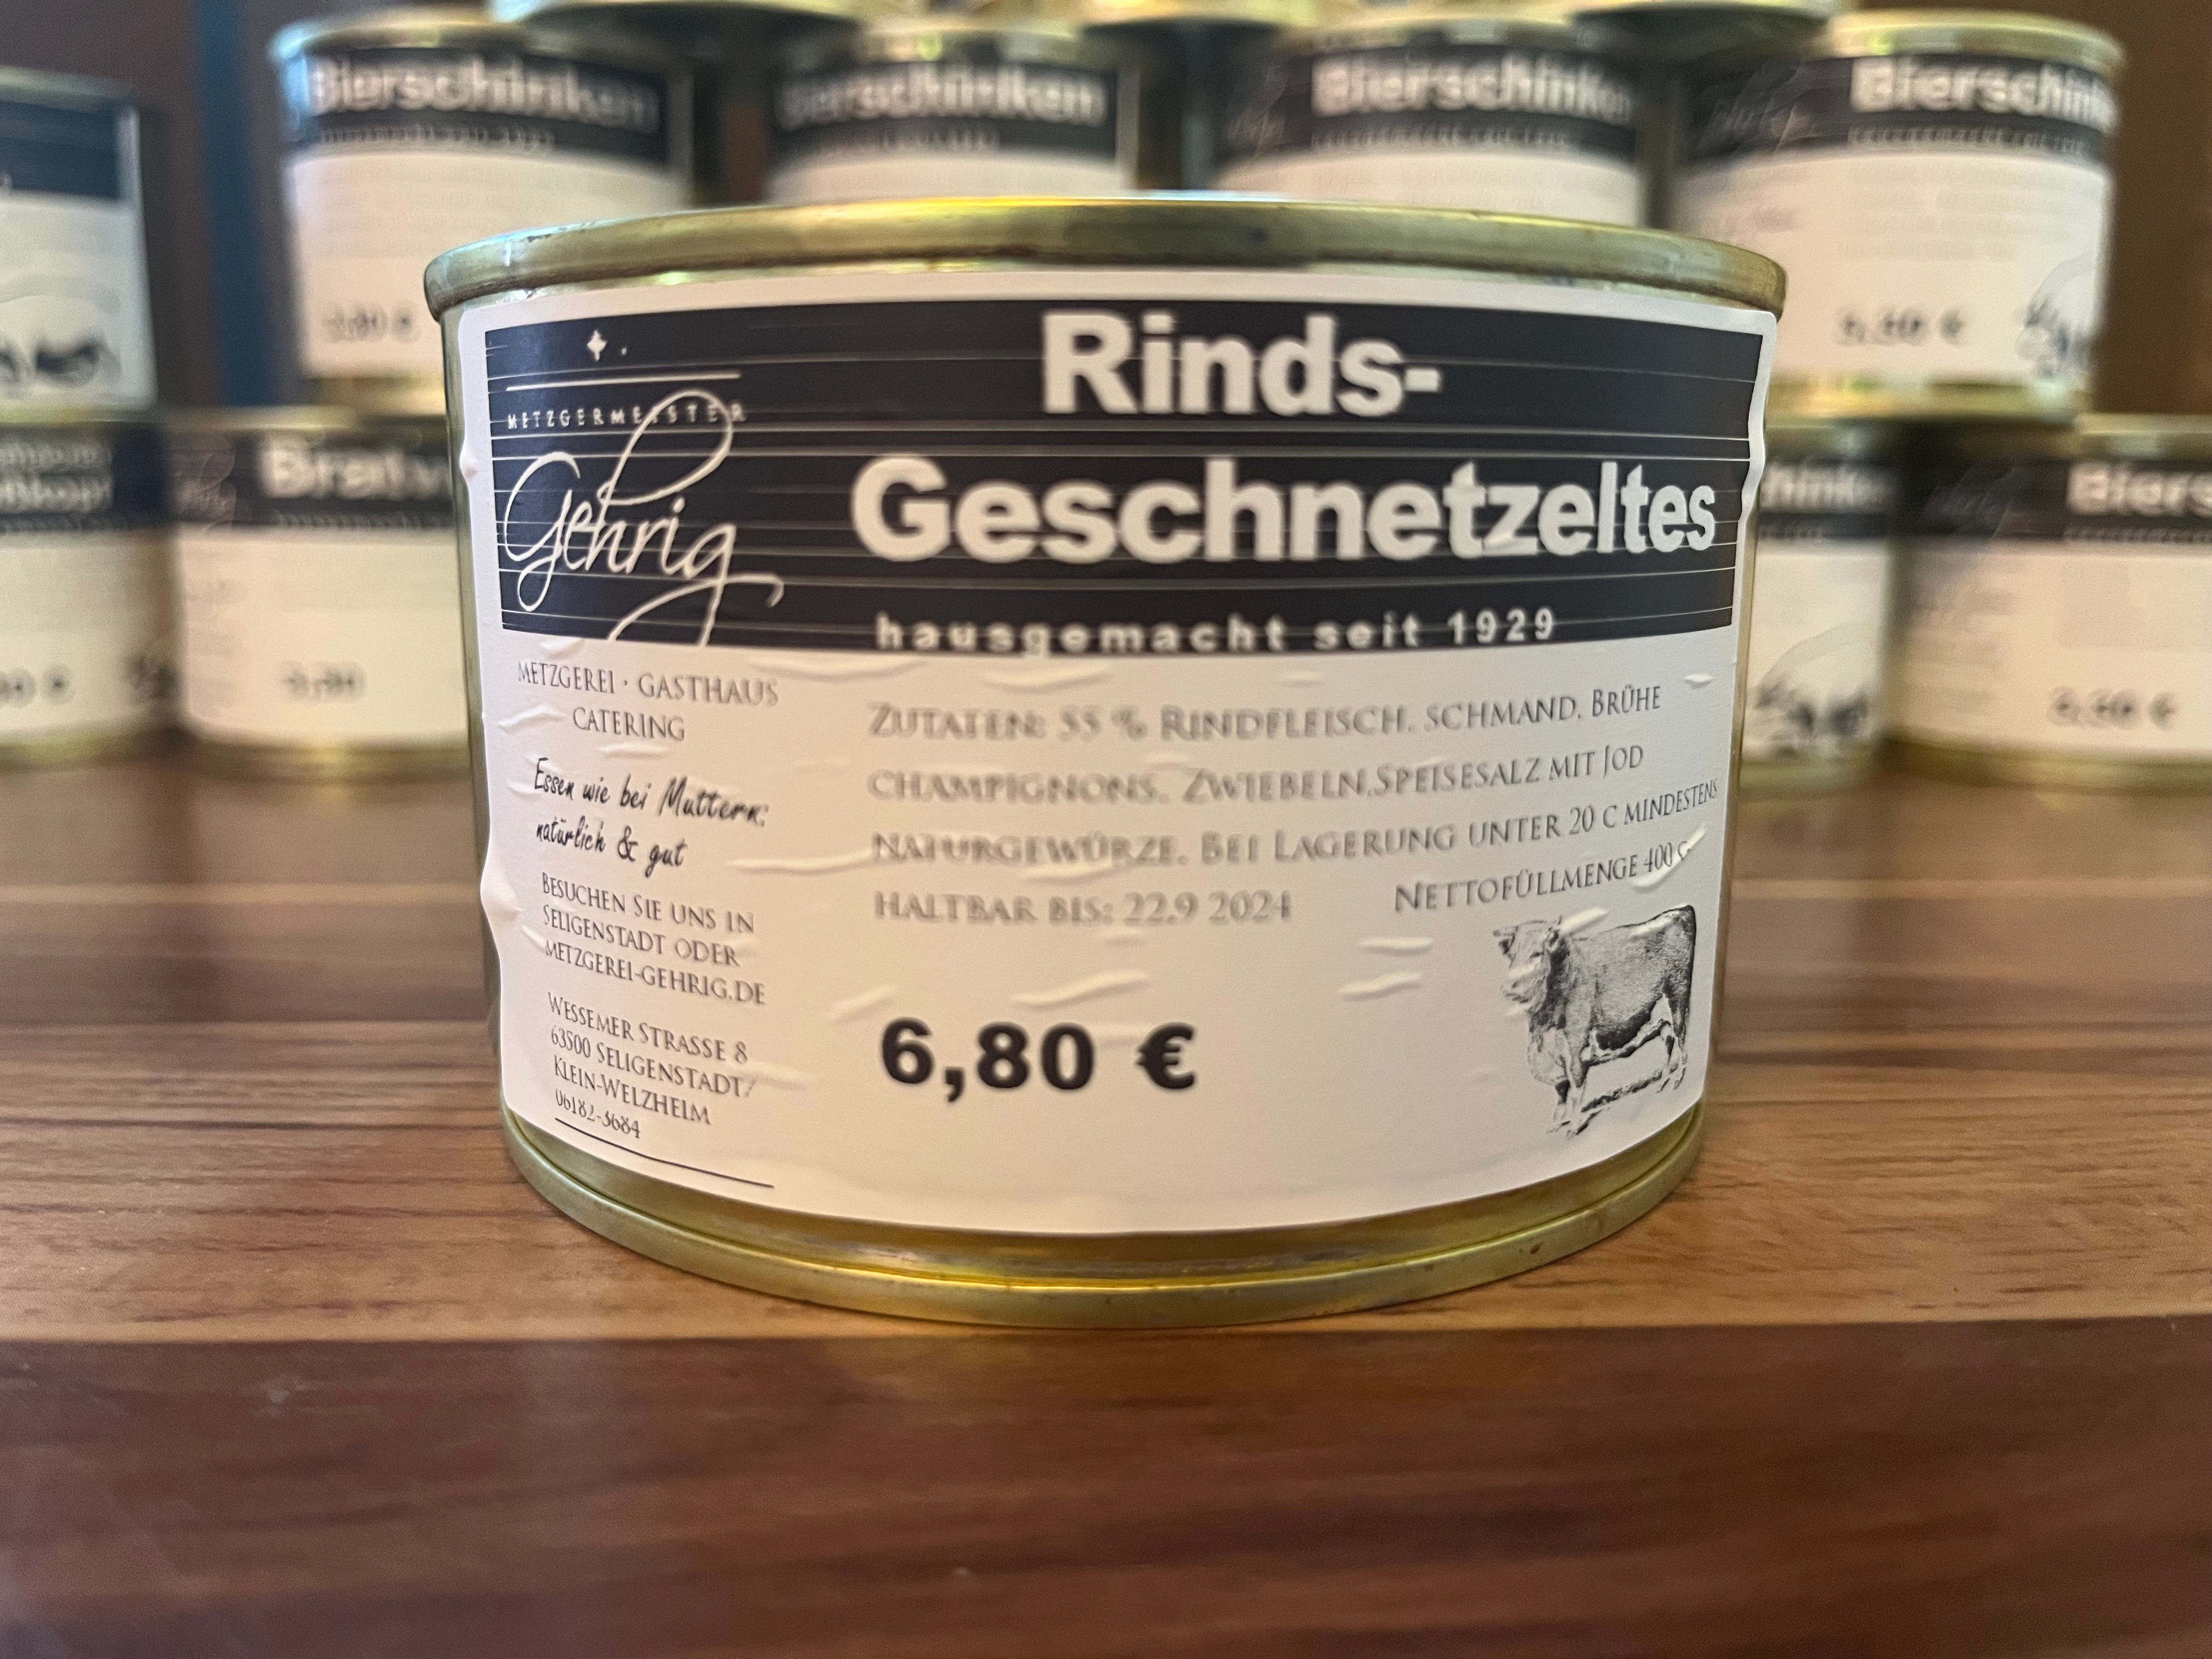 Bierschinken
Bierschinken
Bierschinken
Rinds-
Geschnetzeltes
hausgemacht seit 1929
METZGERMEISTER
Gehrig
METZGEREI · GASTHAUS
CATERING
Essen wie bei Muttern:
natürlich & gut
BESUCHEN SIE UNS IN
SELIGENSTADT ODER
METZGEREI-GEHRIG.DE
WESSEMER STRASSE 8
63500 SELIGENSTADT/
KLEIN-WELZHEIM
06182-3684
ZUTATEN: 55 % RINDFLEISCH, SCHMAND, BRÜHE
CHAMPIGNONS, ZWIEBELN,SPEISESALZ MIT JOD
NATURGEWÜRZE. BEI LAGERUNG UNTER 20 C MINDESTENS
HALTBAR BIS: 22.9 2024
NETTOFÜLLMENGE 400 G
6,80 €